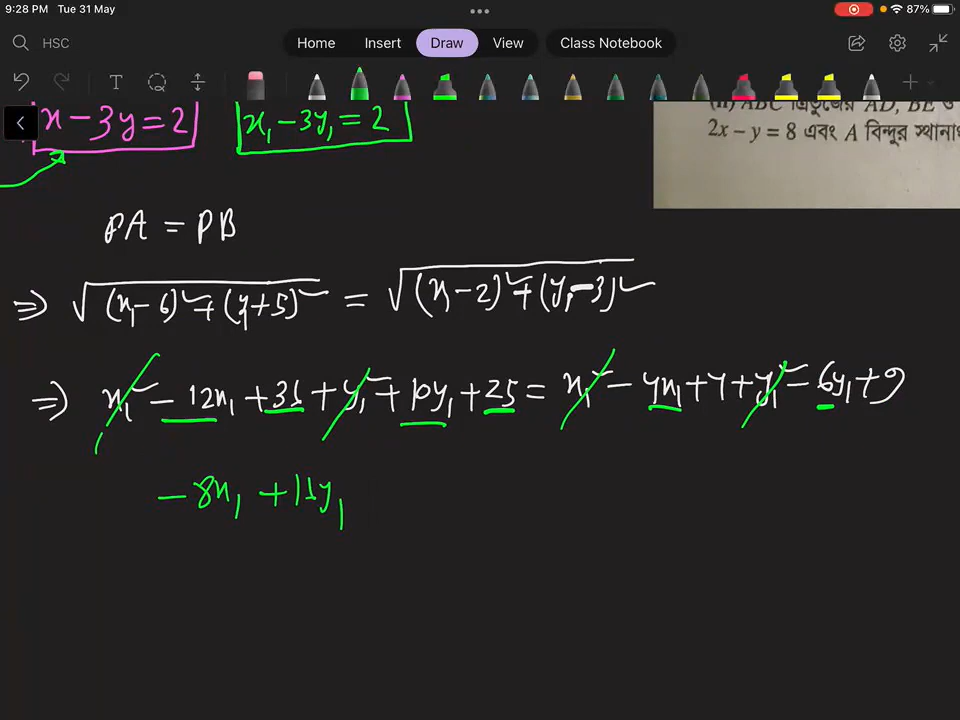 9:28 PM Tue 31 May
87%
HSC
Home Insert Draw View Class Notebook
x - 3y = 2
x₁ - 3y₁ = 2
(ii) ABC ত্রিভুজের AD, BE ও
2x – y = 8 এবং A বিন্দুর স্থানাং
PA = PB
⇒ √(x₁ - 6)² + (y₁ + 5)² = √(x₁ - 2)² + (y₁ - 3)²
⇒ x₁² - 12x₁ + 36 + y₁² + 10y₁ + 25 = x₁² - 4x₁ + 4 + y₁² - 6y₁ + 9
- 8x₁ + 16y₁